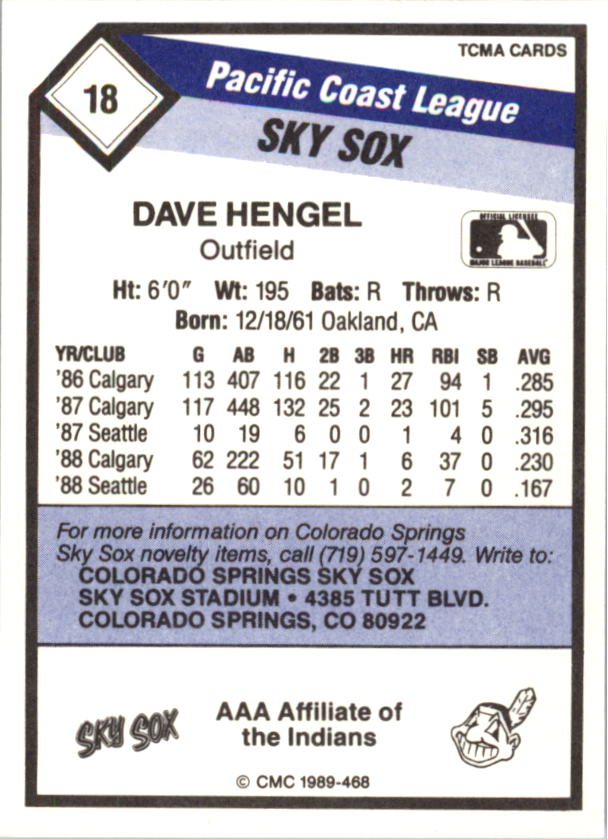 TCMA CARDS
18
Pacific Coast League
SKY SOX
DAVE HENGEL
Outfield
OFFICIAL LICENSEE
MAJOR LEAGUE BASEBALL
Ht: 6'0" Wt: 195 Bats: R Throws: R
Born: 12/18/61 Oakland, CA
YR/CLUB G AB H 2B 3B HR RBI SB AVG
'86 Calgary 113 407 116 22 1 27 94 1 .285
'87 Calgary 117 448 132 25 2 23 101 5 .295
'87 Seattle 10 19 6 0 0 1 4 0 .316
'88 Calgary 62 222 51 17 1 6 37 0 .230
'88 Seattle 26 60 10 1 0 2 7 0 .167
For more information on Colorado Springs
Sky Sox novelty items, call (719) 597-1449. Write to:
COLORADO SPRINGS SKY SOX
SKY SOX STADIUM • 4385 TUTT BLVD.
COLORADO SPRINGS, CO 80922
SKY SOX
AAA Affiliate of
the Indians
© CMC 1989-468